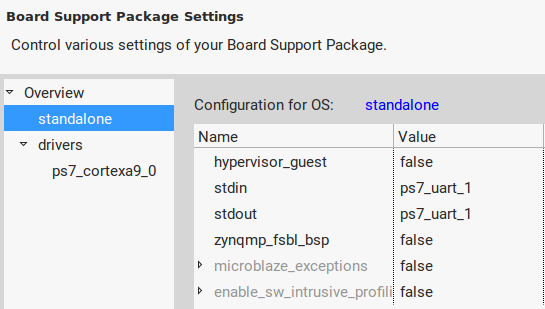 Board Support Package Settings
Control various settings of your Board Support Package.
Overview
standalone
drivers
ps7_cortexa9_0
Configuration for OS: standalone
Name Value
hypervisor_guest false
stdin ps7_uart_1
stdout ps7_uart_1
zynqmp_fsbl_bsp false
microblaze_exceptions false
enable_sw_intrusive_profili false